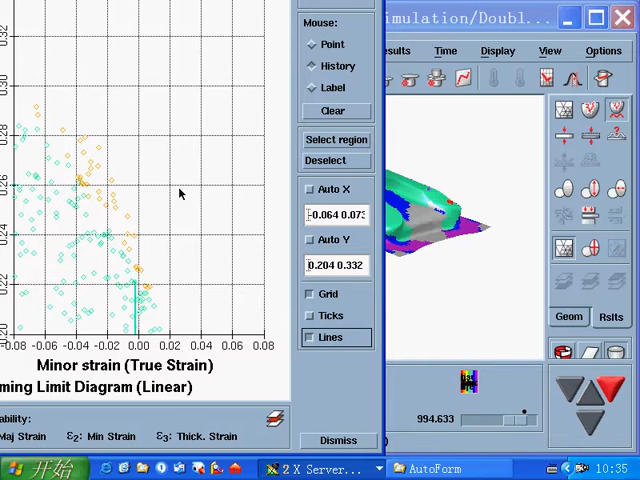 imulation/Doubl...
Mouse:
Point
History
Label
Clear
Select region
Deselect
Auto X
-0.064 0.073
Auto Y
0.204 0.332
Grid
Ticks
Lines
Dismiss
0.32
0.30
0.28
0.26
0.24
0.22
0.20
-0.08 -0.06 -0.04 -0.02 0.00 0.02 0.04 0.06 0.08
Minor strain (True Strain)
ming Limit Diagram (Linear)
ability:
Maj Strain ε2: Min Strain ε3: Thick. Strain
sults Time Display View Options
Geom Rslts
994.633
开始
2 X Server...
AutoForm
10:35